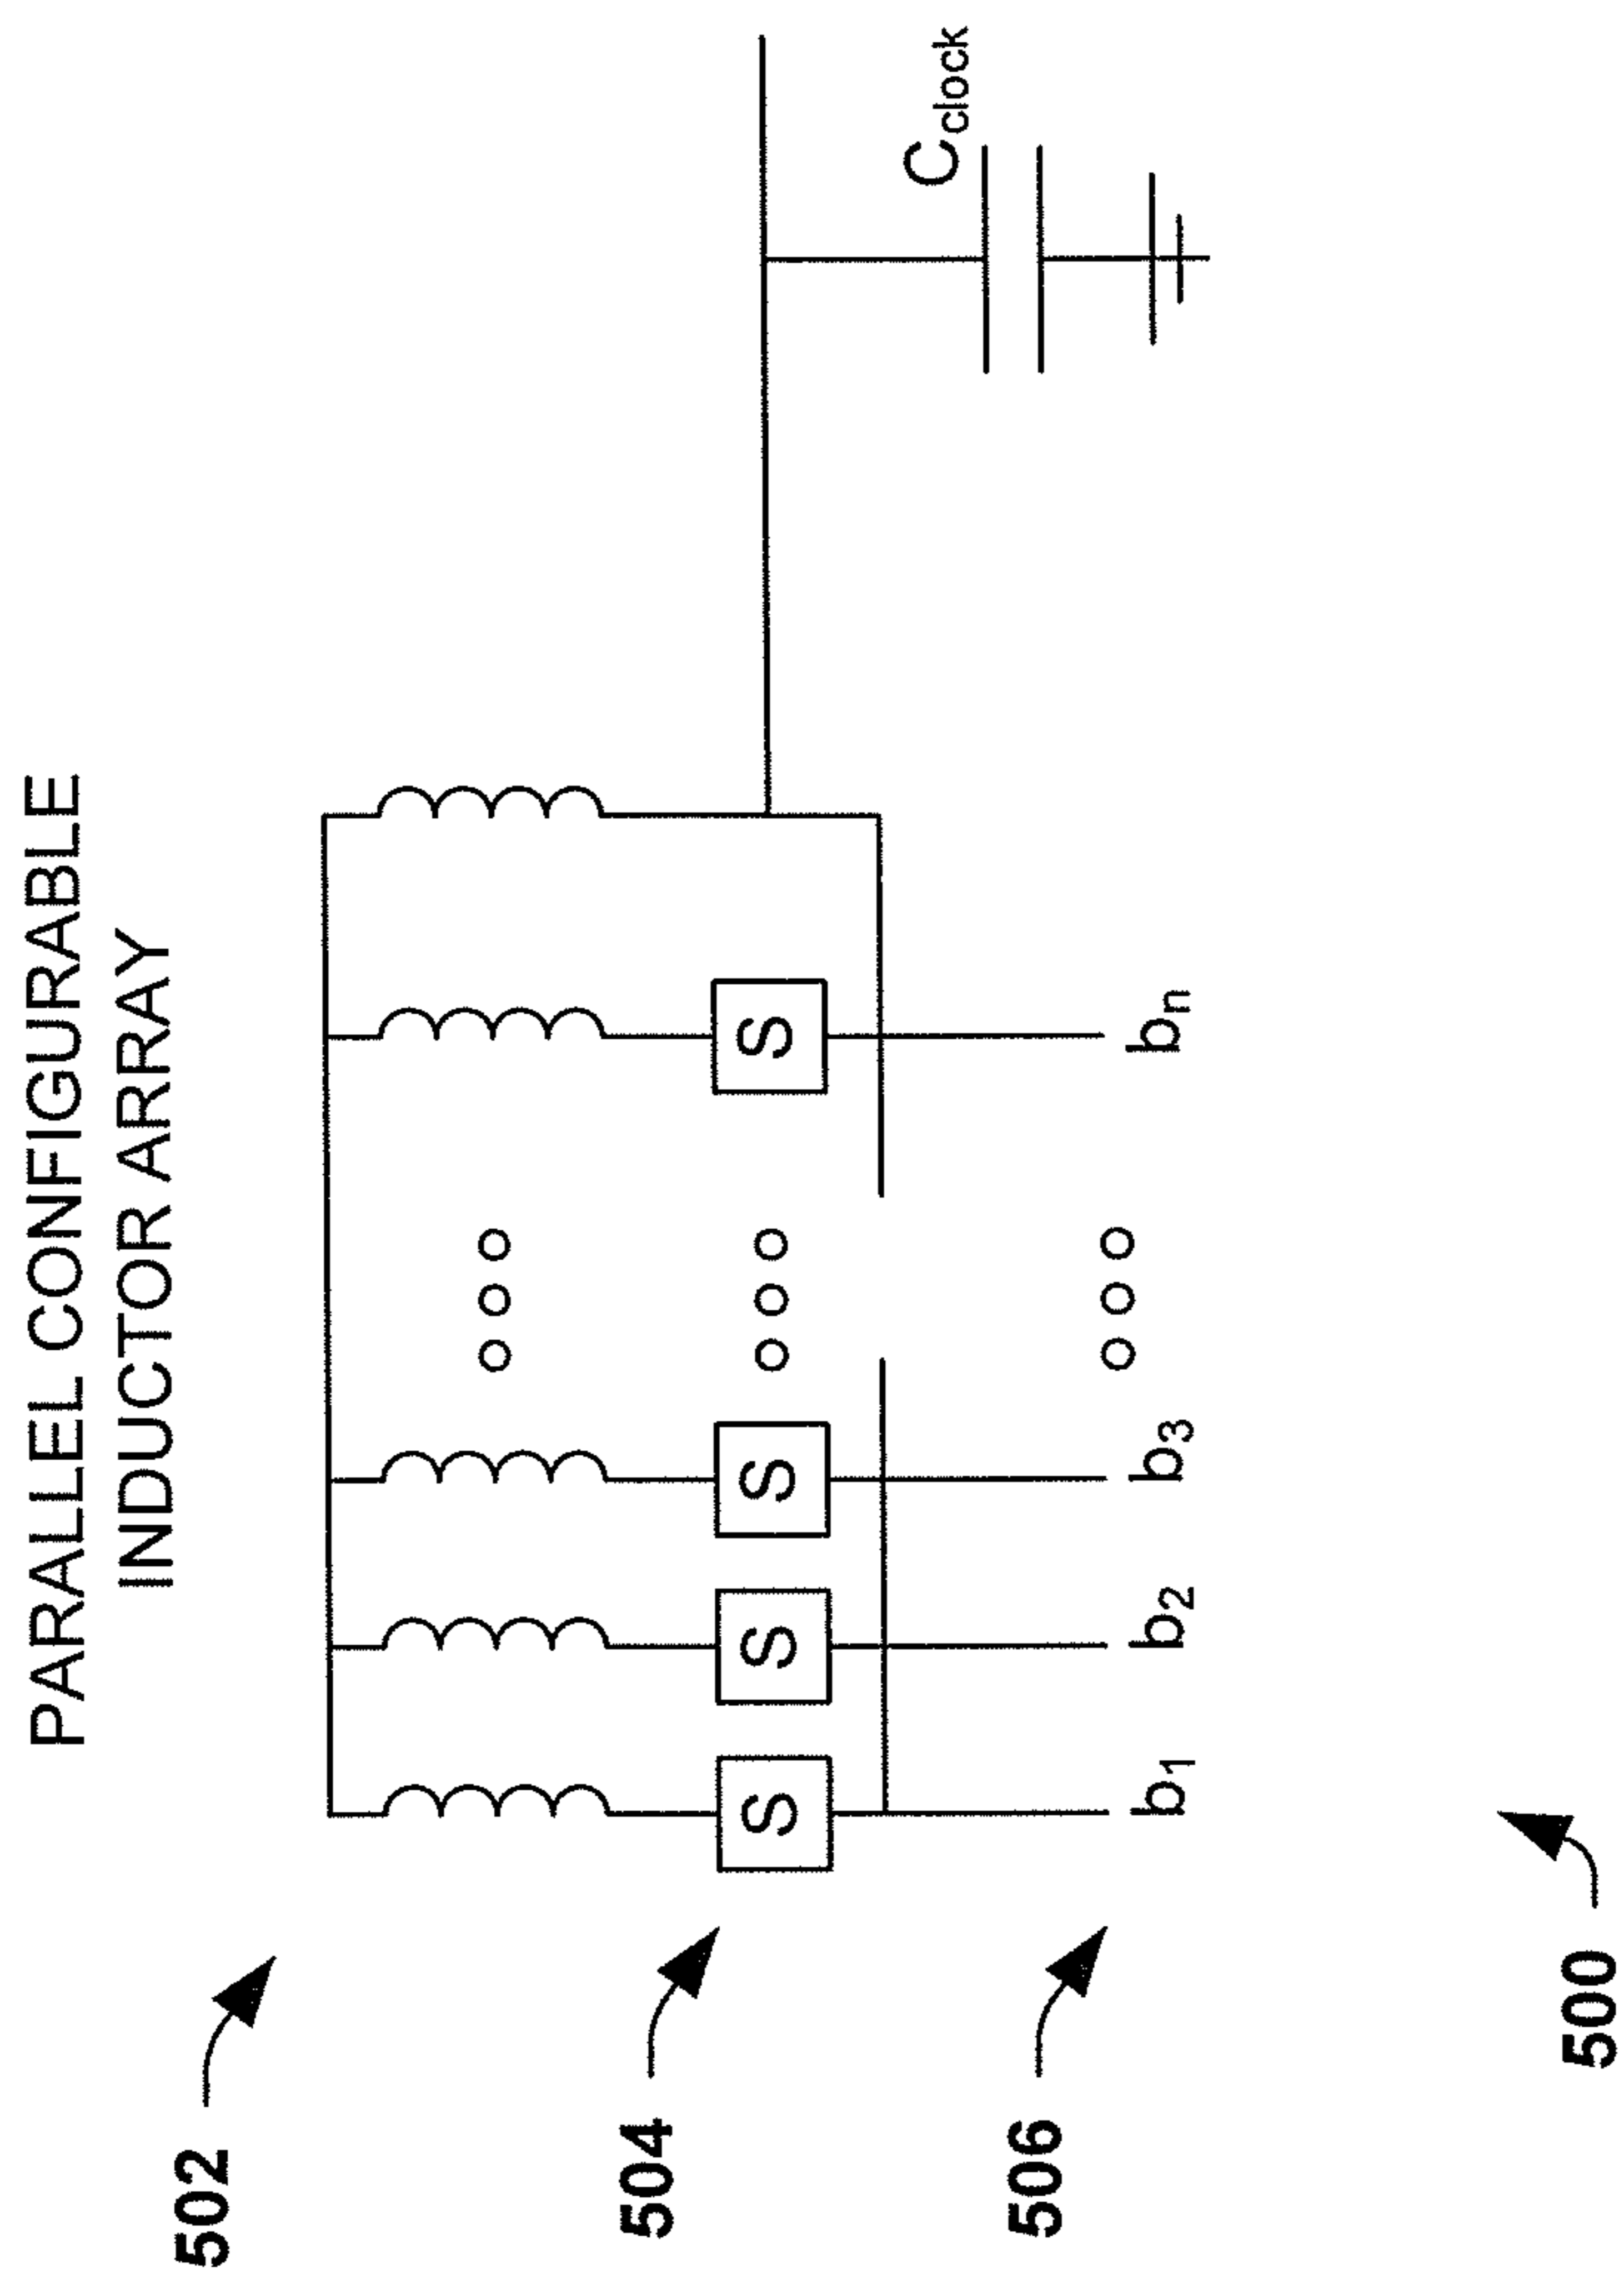 PARALLEL CONFIGURABLE
INDUCTOR ARRAY
502
504
S S S S
C_clock
506
b_1 b_2 b_3 b_n
500